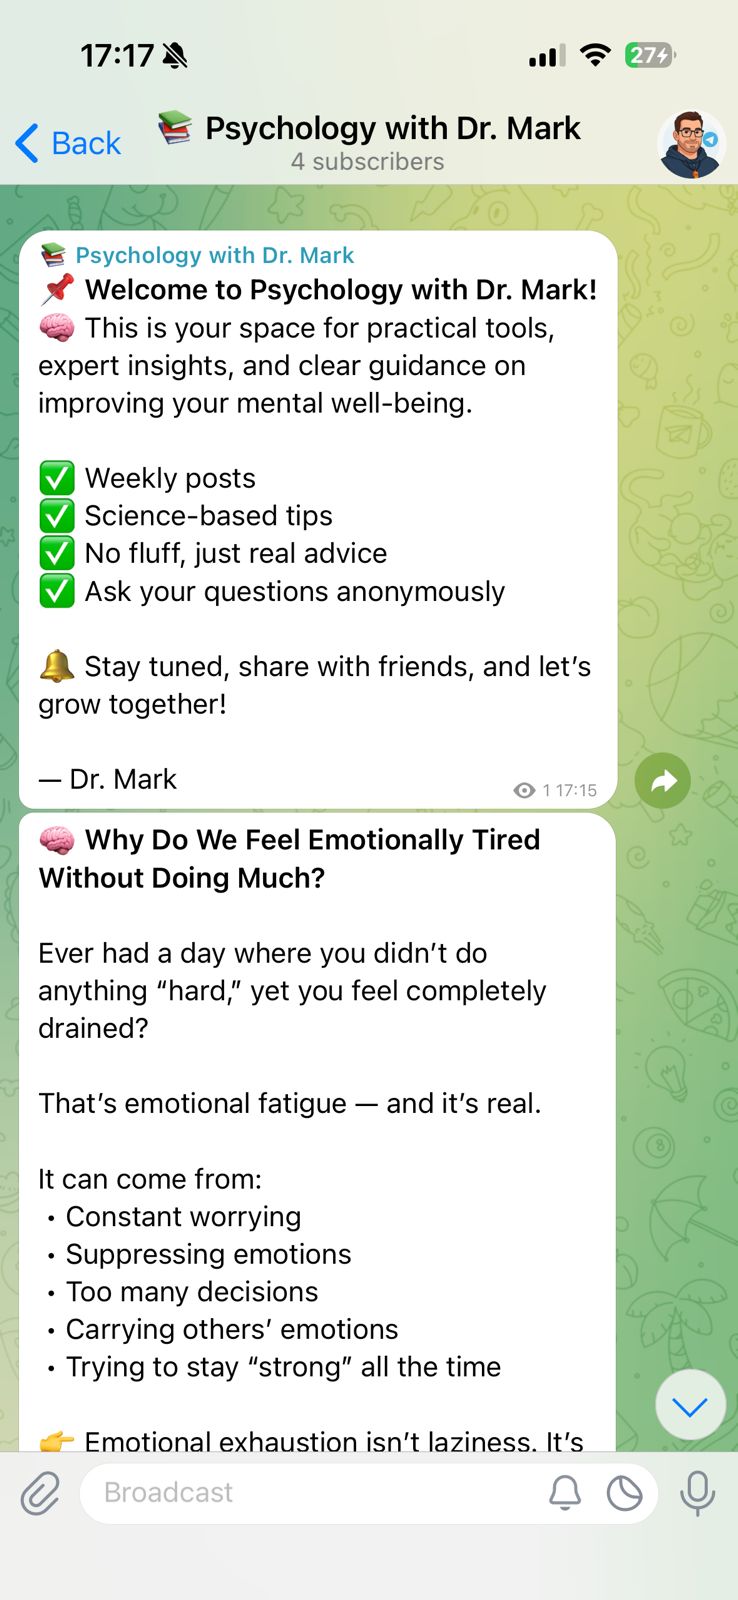 17:17
27
Back
📚 Psychology with Dr. Mark
4 subscribers
📚 Psychology with Dr. Mark
📌 Welcome to Psychology with Dr. Mark!
🧠 This is your space for practical tools,
expert insights, and clear guidance on
improving your mental well-being.
✅ Weekly posts
✅ Science-based tips
✅ No fluff, just real advice
✅ Ask your questions anonymously
🔔 Stay tuned, share with friends, and let’s
grow together!
— Dr. Mark
1 17:15
🧠 Why Do We Feel Emotionally Tired
Without Doing Much?
Ever had a day where you didn’t do
anything “hard,” yet you feel completely
drained?
That’s emotional fatigue — and it’s real.
It can come from:
• Constant worrying
• Suppressing emotions
• Too many decisions
• Carrying others’ emotions
• Trying to stay “strong” all the time
👉 Emotional exhaustion isn’t laziness. It’s
Broadcast